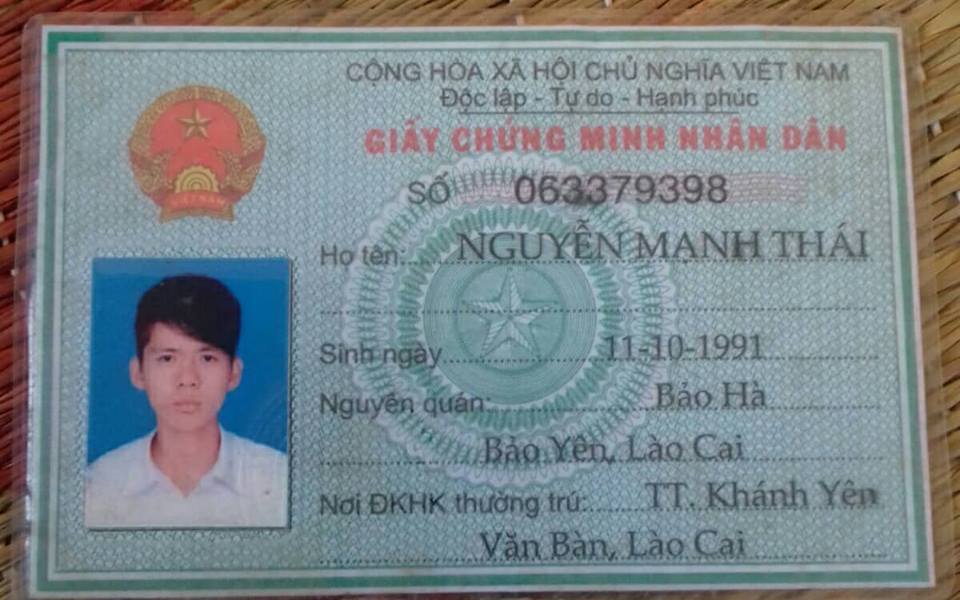 CỘNG HÒA XÃ HỘI CHỦ NGHĨA VIỆT NAM
Độc lập - Tự do - Hạnh phúc
GIẤY CHỨNG MINH NHÂN DÂN
SỐ 063379398
Họ tên: NGUYỄN MẠNH THÁI
Sinh ngày 11-10-1991
Nguyên quán: Bảo Hà
Bảo Yên, Lào Cai
Nơi ĐKHK thường trú: TT. Khánh Yên
Văn Bàn, Lào Cai